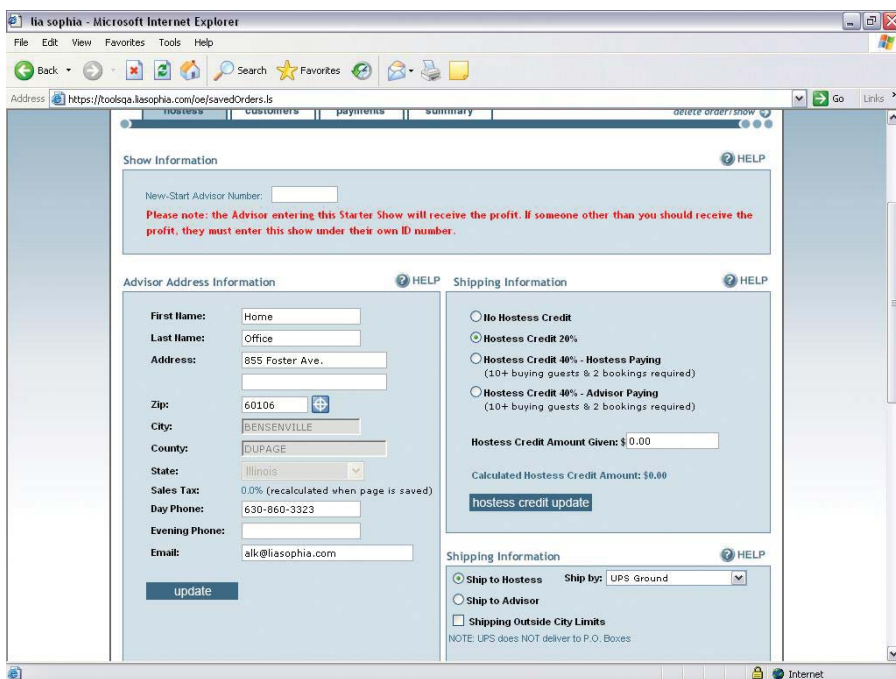 lia sophia - Microsoft Internet Explorer
File Edit View Favorites Tools Help
Back Search Favorites
Address https://toolsqa.liasophia.com/oe/savedOrders.ls Go Links
hostess customers payments summary delete order/show
Show Information HELP
New-Start Advisor Number:
Please note: the Advisor entering this Starter Show will receive the profit. If someone other than you should receive the
profit, they must enter this show under their own ID number.
Advisor Address Information HELP
First Name: Home
Last Name: Office
Address: 855 Foster Ave.
Zip: 60106
City: BENSENVILLE
County: DUPAGE
State: Illinois
Sales Tax: 0.0% (recalculated when page is saved)
Day Phone: 630-860-3323
Evening Phone:
Email: alk@liasophia.com
update
Shipping Information HELP
No Hostess Credit
Hostess Credit 20%
Hostess Credit 40% - Hostess Paying
(10+ buying guests & 2 bookings required)
Hostess Credit 40% - Advisor Paying
(10+ buying guests & 2 bookings required)
Hostess Credit Amount Given: $ 0.00
Calculated Hostess Credit Amount: $0.00
hostess credit update
Shipping Information HELP
Ship to Hostess Ship by: UPS Ground
Ship to Advisor
Shipping Outside City Limits
NOTE: UPS does NOT deliver to P.O. Boxes
Internet